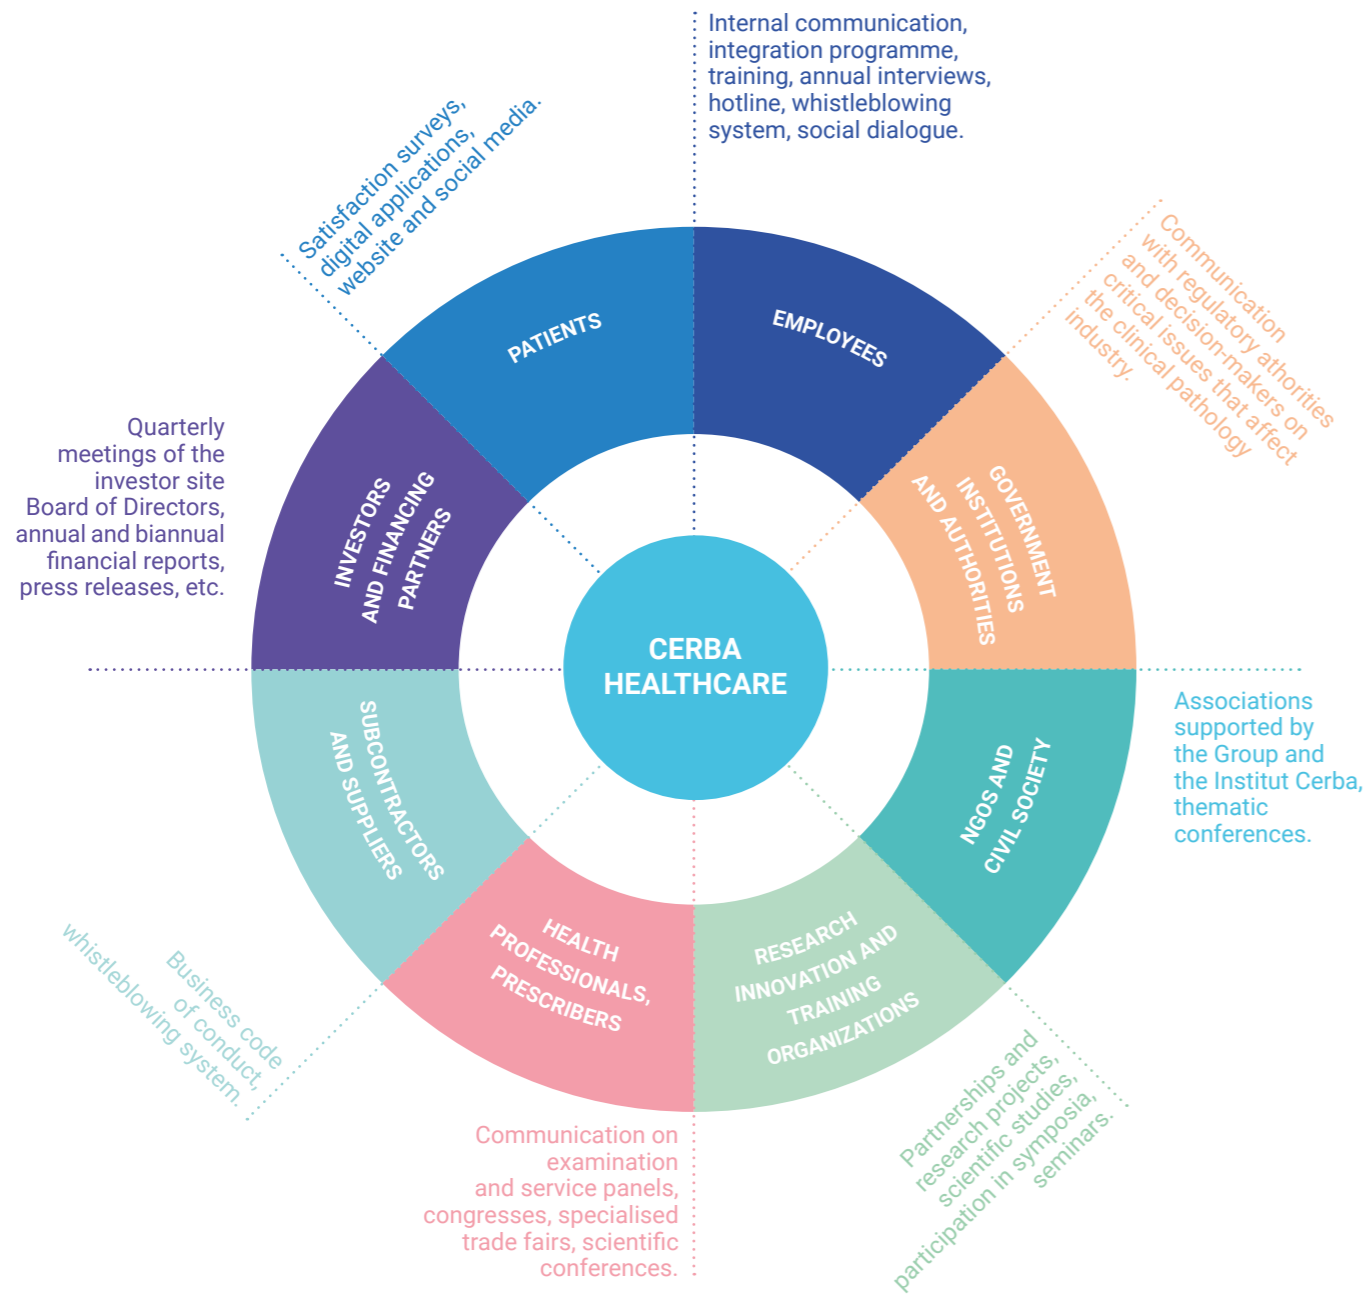 Internal communication,
integration programme,
training, annual interviews,
hotline, whistleblowing
system, social dialogue.
EMPLOYEES
Communication
with regulatory athorities
and decision-makers on
critical issues that affect
the clinical pathology
industry.
GOVERNMENT
INSTITUTIONS
AND AUTHORITIES
Associations
supported by
the Group and
the Institut Cerba,
thematic
conferences.
NGOS AND
CIVIL SOCIETY
Partnerships and
research projects,
scientific studies,
participation in symposia,
seminars.
RESEARCH
INNOVATION AND
TRAINING
ORGANIZATIONS
Communication on
examination
and service panels,
congresses, specialised
trade fairs, scientific
conferences.
HEALTH
PROFESSIONALS,
PRESCRIBERS
Business code
of conduct,
whistleblowing system.
SUBCONTRACTORS
AND SUPPLIERS
Quarterly
meetings of the
investor site
Board of Directors,
annual and biannual
financial reports,
press releases, etc.
INVESTORS
AND FINANCING
PARTNERS
Satisfaction surveys,
digital applications,
website and social media.
PATIENTS
CERBA
HEALTHCARE